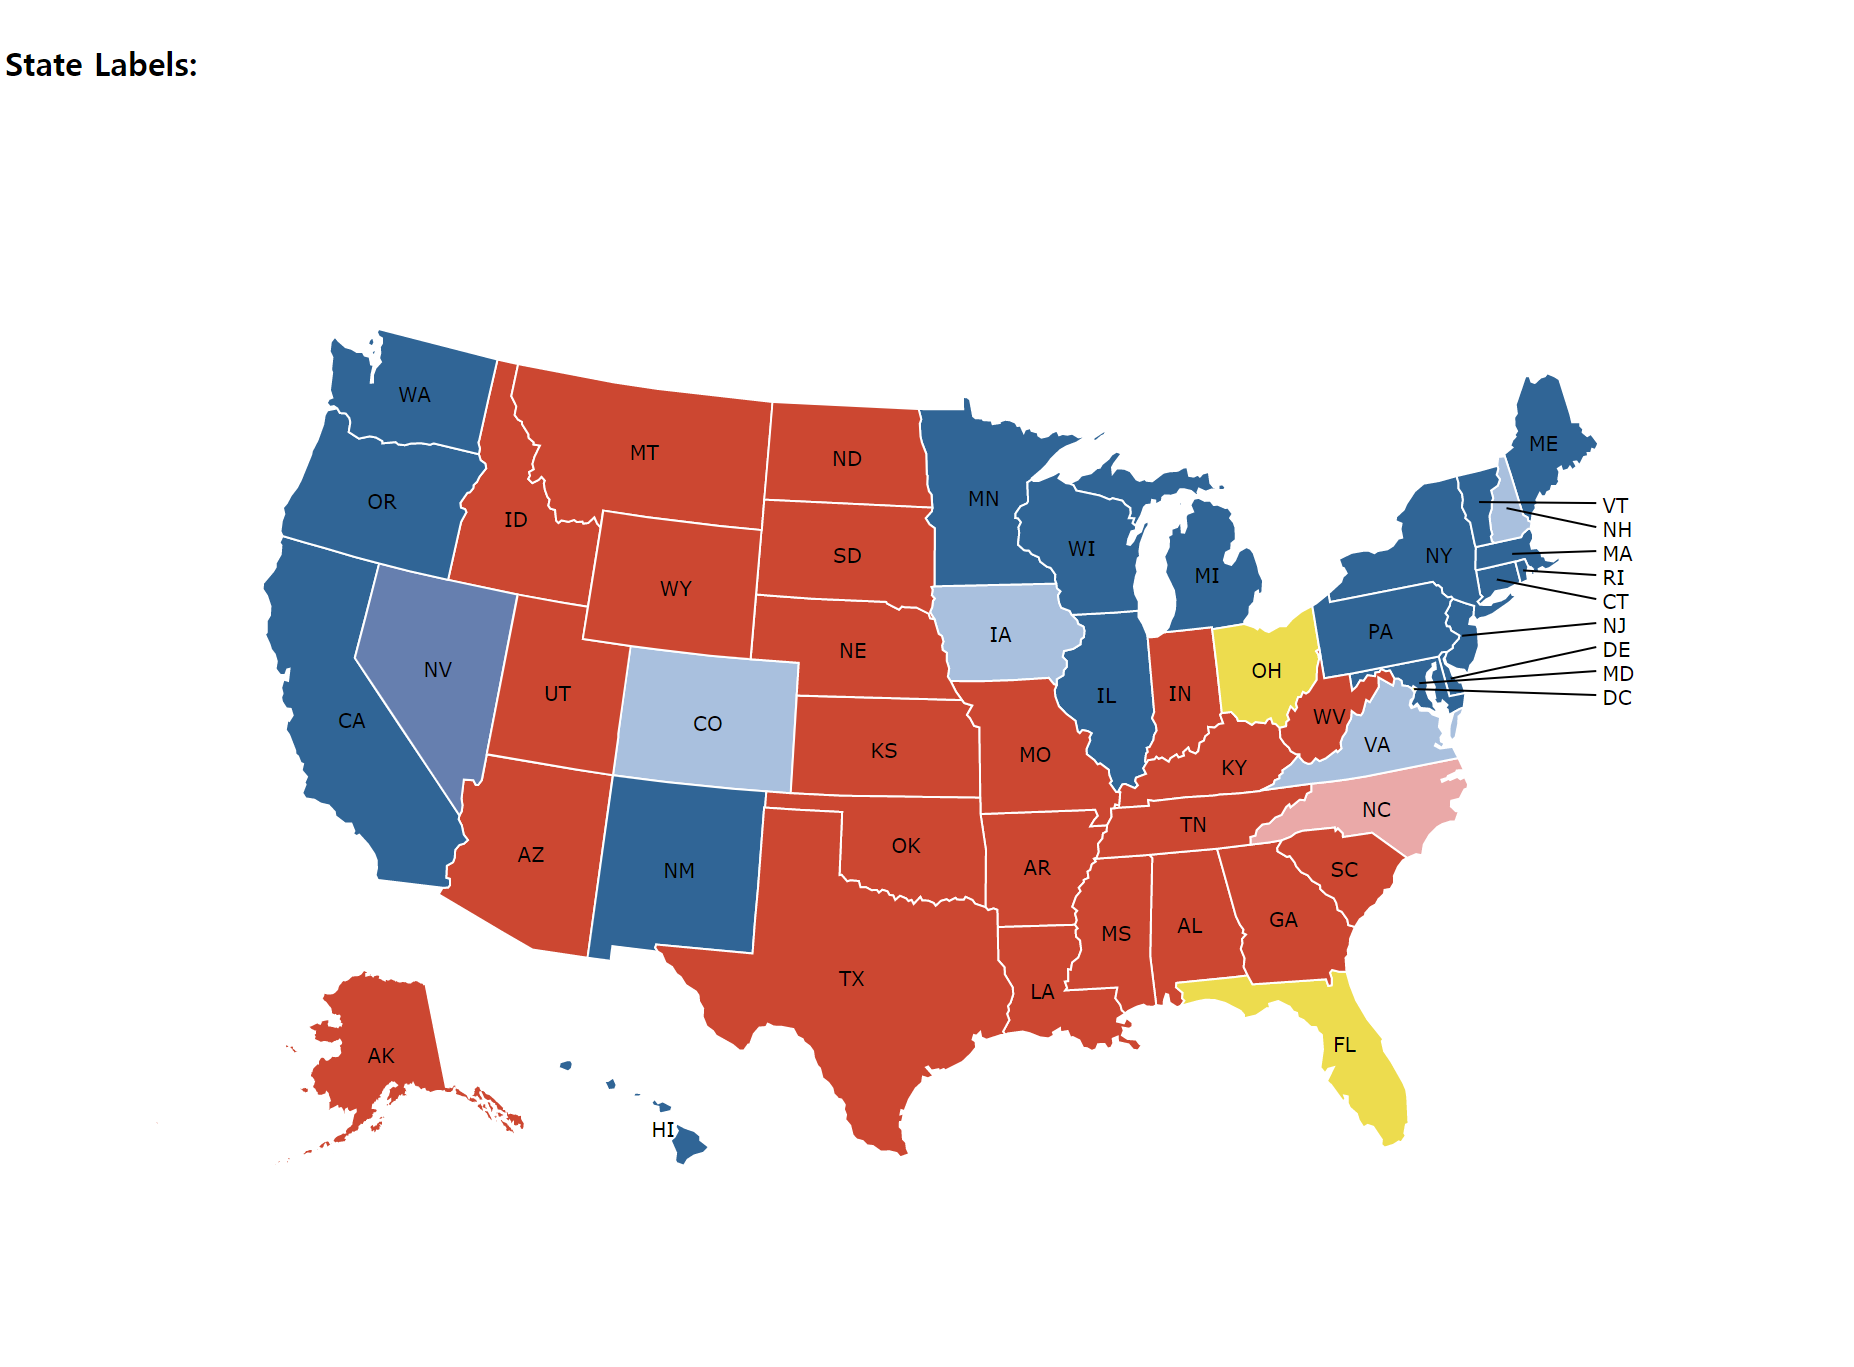 State Labels:
WA
ME
MT
ND
MN
OR
VT
ID
NH
WI
SD
NY
MA
MI
RI
WY
CT
NJ
PA
IA
NE
DE
OH
NV
MD
UT
IL
IN
DC
WV
CA
CO
VA
KS
MO
KY
NC
TN
OK
AZ
AR
NM
SC
GA
AL
MS
TX
LA
FL
AK
HI